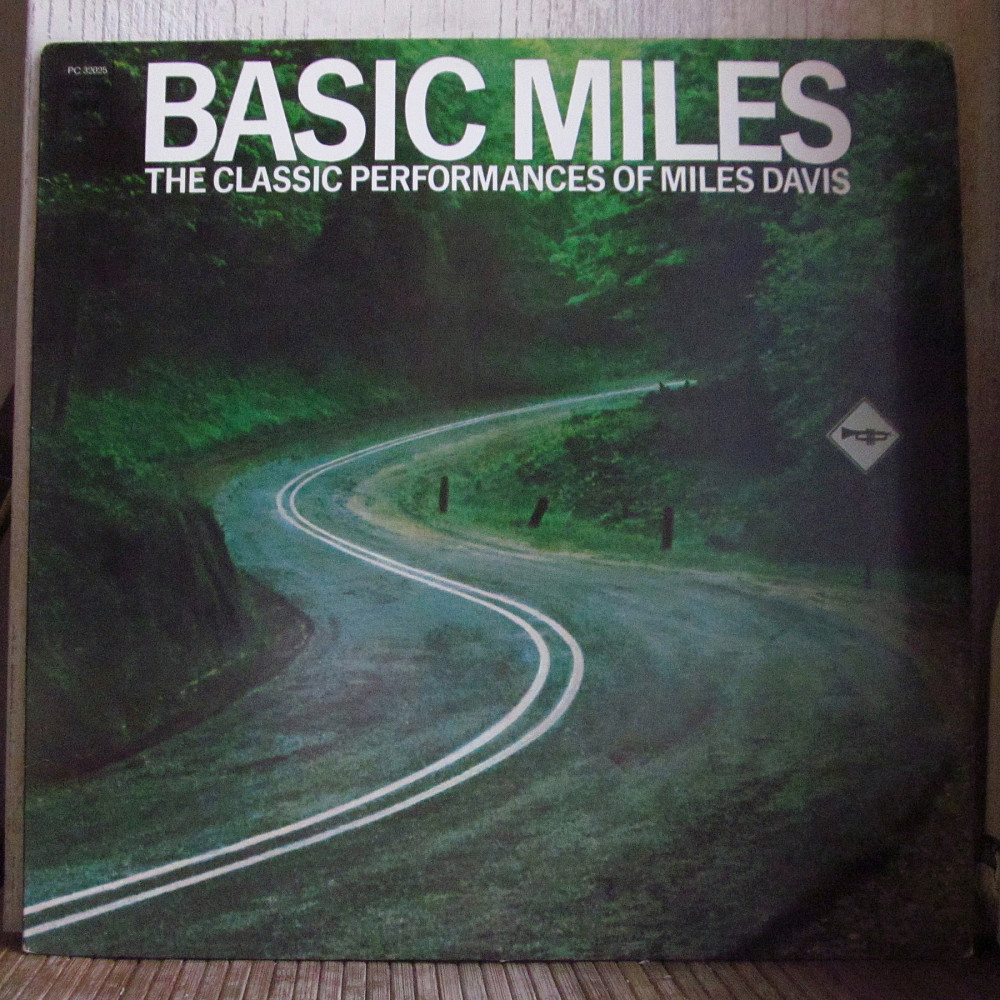 PC 32025
BASIC MILES
THE CLASSIC PERFORMANCES OF MILES DAVIS